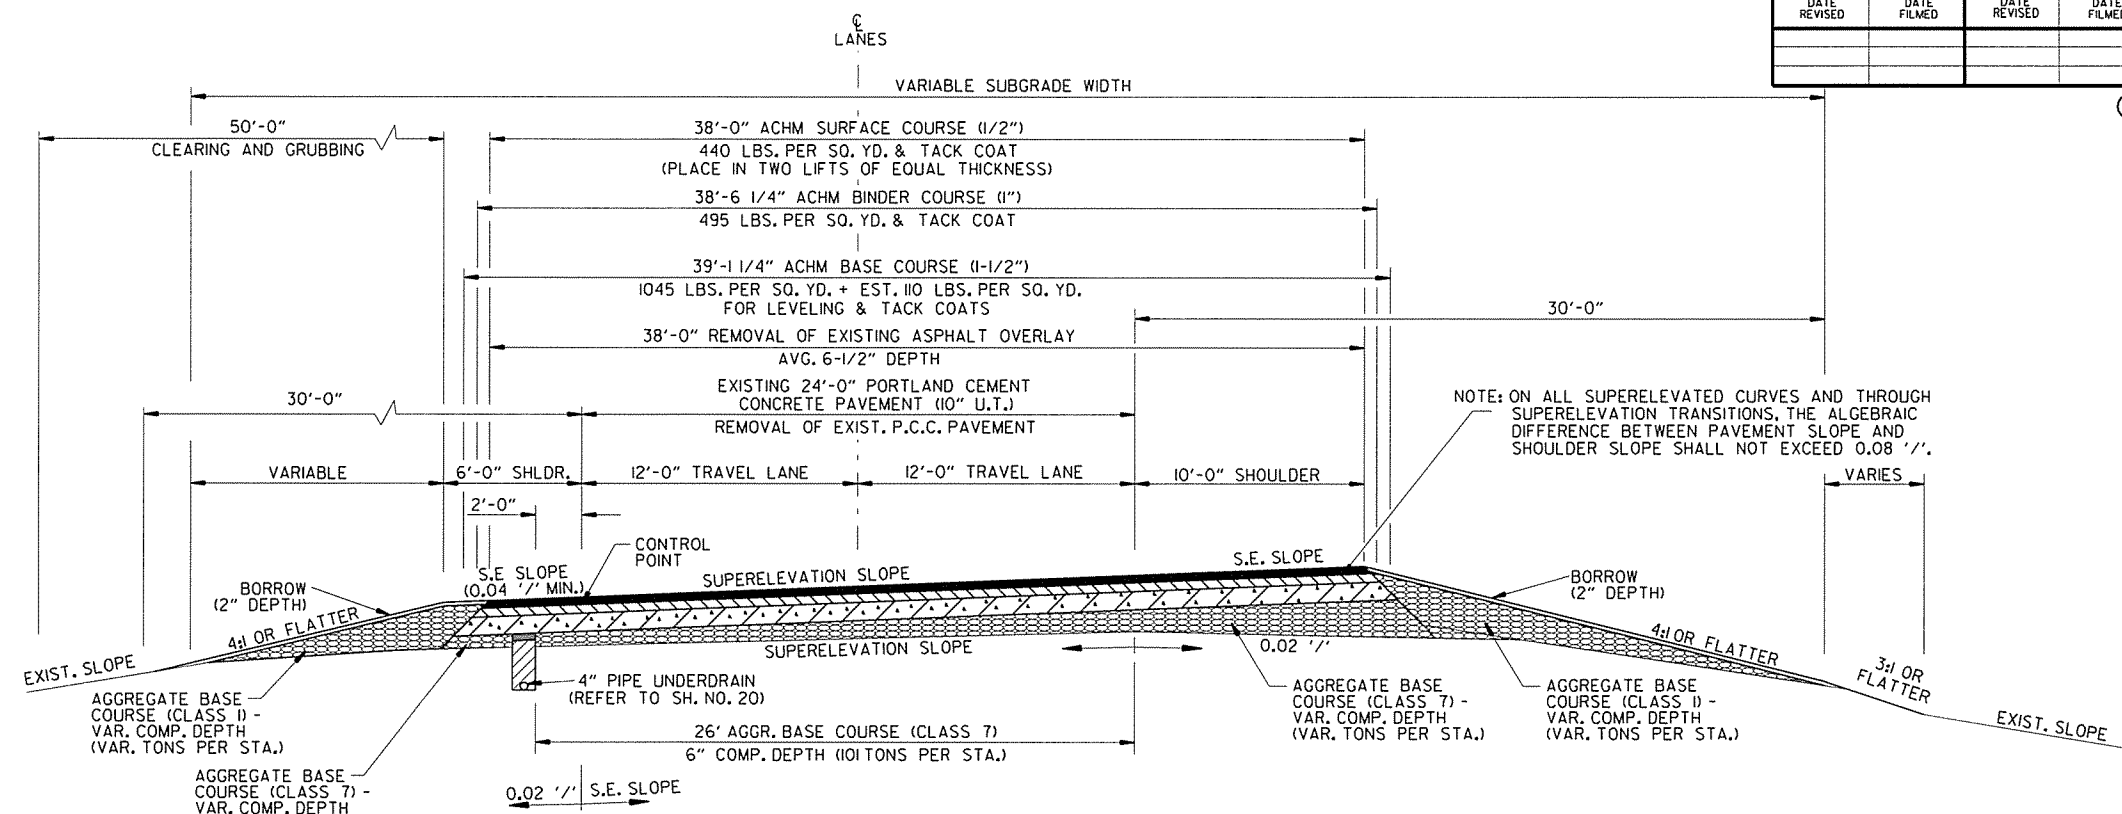 DATE REVISED
DATE FILMED
DATE REVISED
DATE FILMED
℄
LANES
VARIABLE SUBGRADE WIDTH
50'-0"
CLEARING AND GRUBBING
38'-0" ACHM SURFACE COURSE (1/2")
440 LBS. PER SQ. YD. & TACK COAT
(PLACE IN TWO LIFTS OF EQUAL THICKNESS)
38'-6 1/4" ACHM BINDER COURSE (1")
495 LBS. PER SQ. YD. & TACK COAT
39'-1 1/4" ACHM BASE COURSE (1-1/2")
1045 LBS. PER SQ. YD. + EST. 110 LBS. PER SQ. YD.
FOR LEVELING & TACK COATS
30'-0"
38'-0" REMOVAL OF EXISTING ASPHALT OVERLAY
AVG. 6-1/2" DEPTH
30'-0"
EXISTING 24'-0" PORTLAND CEMENT
CONCRETE PAVEMENT (10" U.T.)
REMOVAL OF EXIST. P.C.C. PAVEMENT
NOTE: ON ALL SUPERELEVATED CURVES AND THROUGH
SUPERELEVATION TRANSITIONS, THE ALGEBRAIC
DIFFERENCE BETWEEN PAVEMENT SLOPE AND
SHOULDER SLOPE SHALL NOT EXCEED 0.08 '/'.
VARIABLE
6'-0" SHLDR.
12'-0" TRAVEL LANE
12'-0" TRAVEL LANE
10'-0" SHOULDER
VARIES
2'-0"
CONTROL
POINT
S.E SLOPE
(0.04 '/' MIN.)
SUPERELEVATION SLOPE
S.E. SLOPE
BORROW
(2" DEPTH)
BORROW
(2" DEPTH)
4:1 OR FLATTER
4:1 OR FLATTER
EXIST. SLOPE
SUPERELEVATION SLOPE
0.02 '/'
3:1 OR
FLATTER
EXIST. SLOPE
4" PIPE UNDERDRAIN
(REFER TO SH. NO. 20)
AGGREGATE BASE
COURSE (CLASS 1) -
VAR. COMP. DEPTH
(VAR. TONS PER STA.)
AGGREGATE BASE
COURSE (CLASS 7) -
VAR. COMP. DEPTH
(VAR. TONS PER STA.)
AGGREGATE BASE
COURSE (CLASS 1) -
VAR. COMP. DEPTH
(VAR. TONS PER STA.)
26' AGGR. BASE COURSE (CLASS 7)
6" COMP. DEPTH (101 TONS PER STA.)
AGGREGATE BASE
COURSE (CLASS 7) -
VAR. COMP. DEPTH
0.02 '/'
S.E. SLOPE